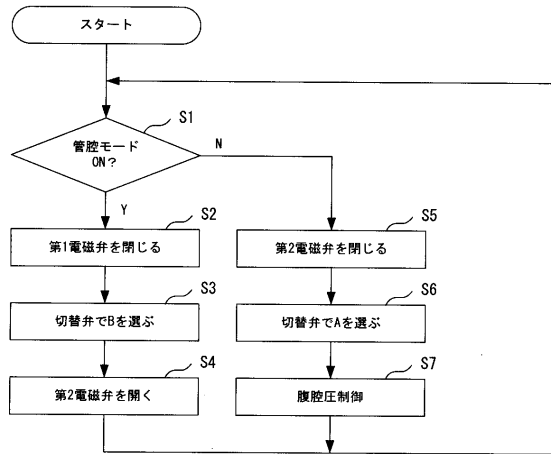 スタート
S1
管腔モード
ON?
N
Y
S2
第1電磁弁を閉じる
S3
切替弁でBを選ぶ
S4
第2電磁弁を開く
S5
第2電磁弁を閉じる
S6
切替弁でAを選ぶ
S7
腹腔圧制御